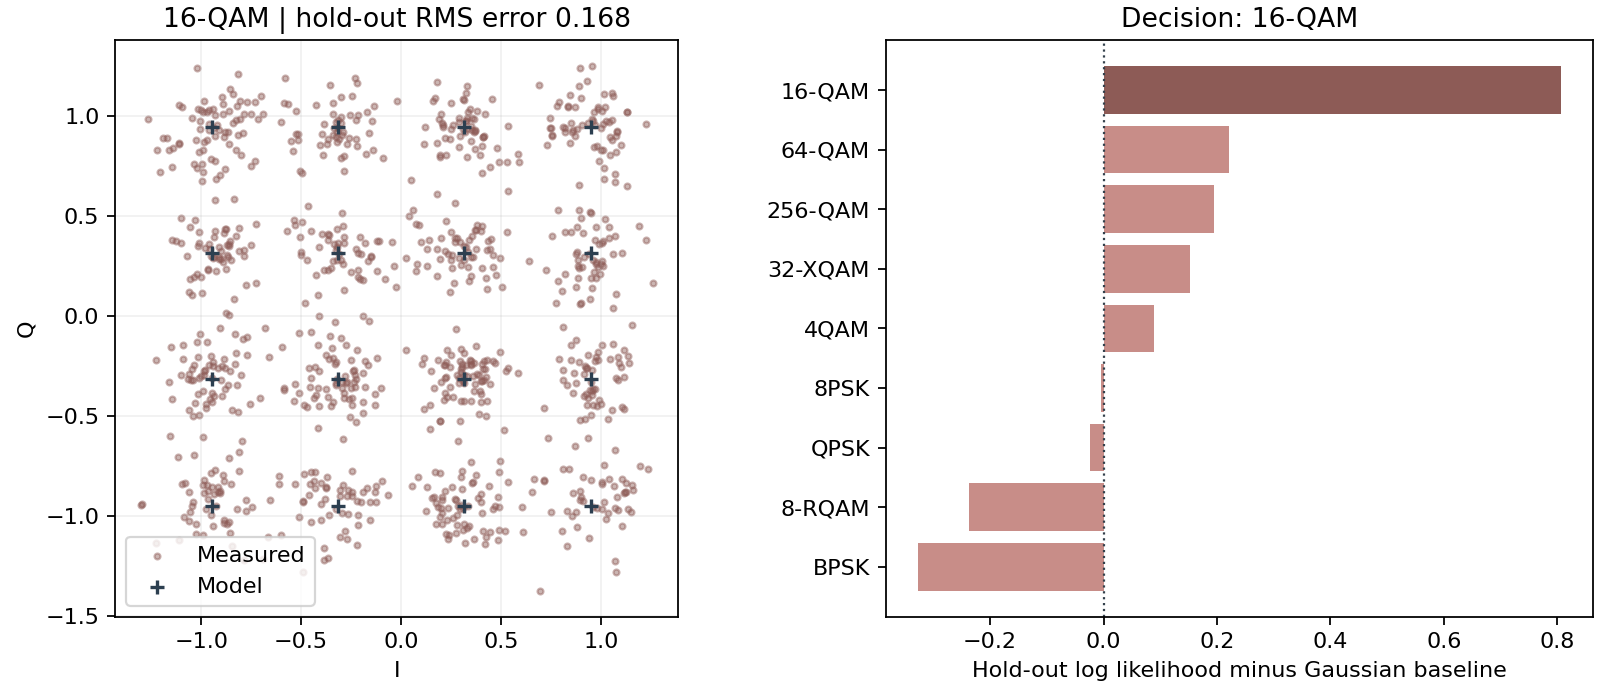 16-QAM | hold-out RMS error 0.168
1.0
0.5
0.0
−0.5
−1.0
−1.5
Q
Measured
Model
−1.0
−0.5
0.0
0.5
1.0
I
Decision: 16-QAM
16-QAM
64-QAM
256-QAM
32-XQAM
4QAM
8PSK
QPSK
8-RQAM
BPSK
−0.2
0.0
0.2
0.4
0.6
0.8
Hold-out log likelihood minus Gaussian baseline